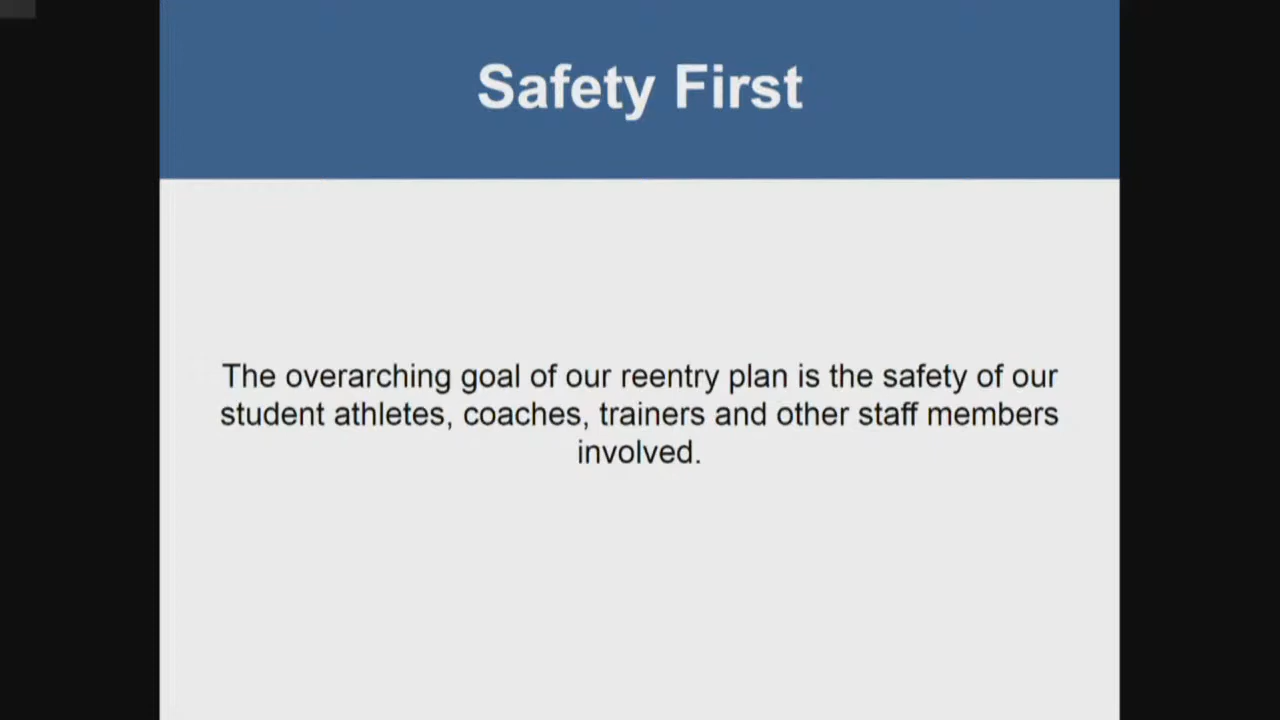 Safety First
The overarching goal of our reentry plan is the safety of our
student athletes, coaches, trainers and other staff members
involved.